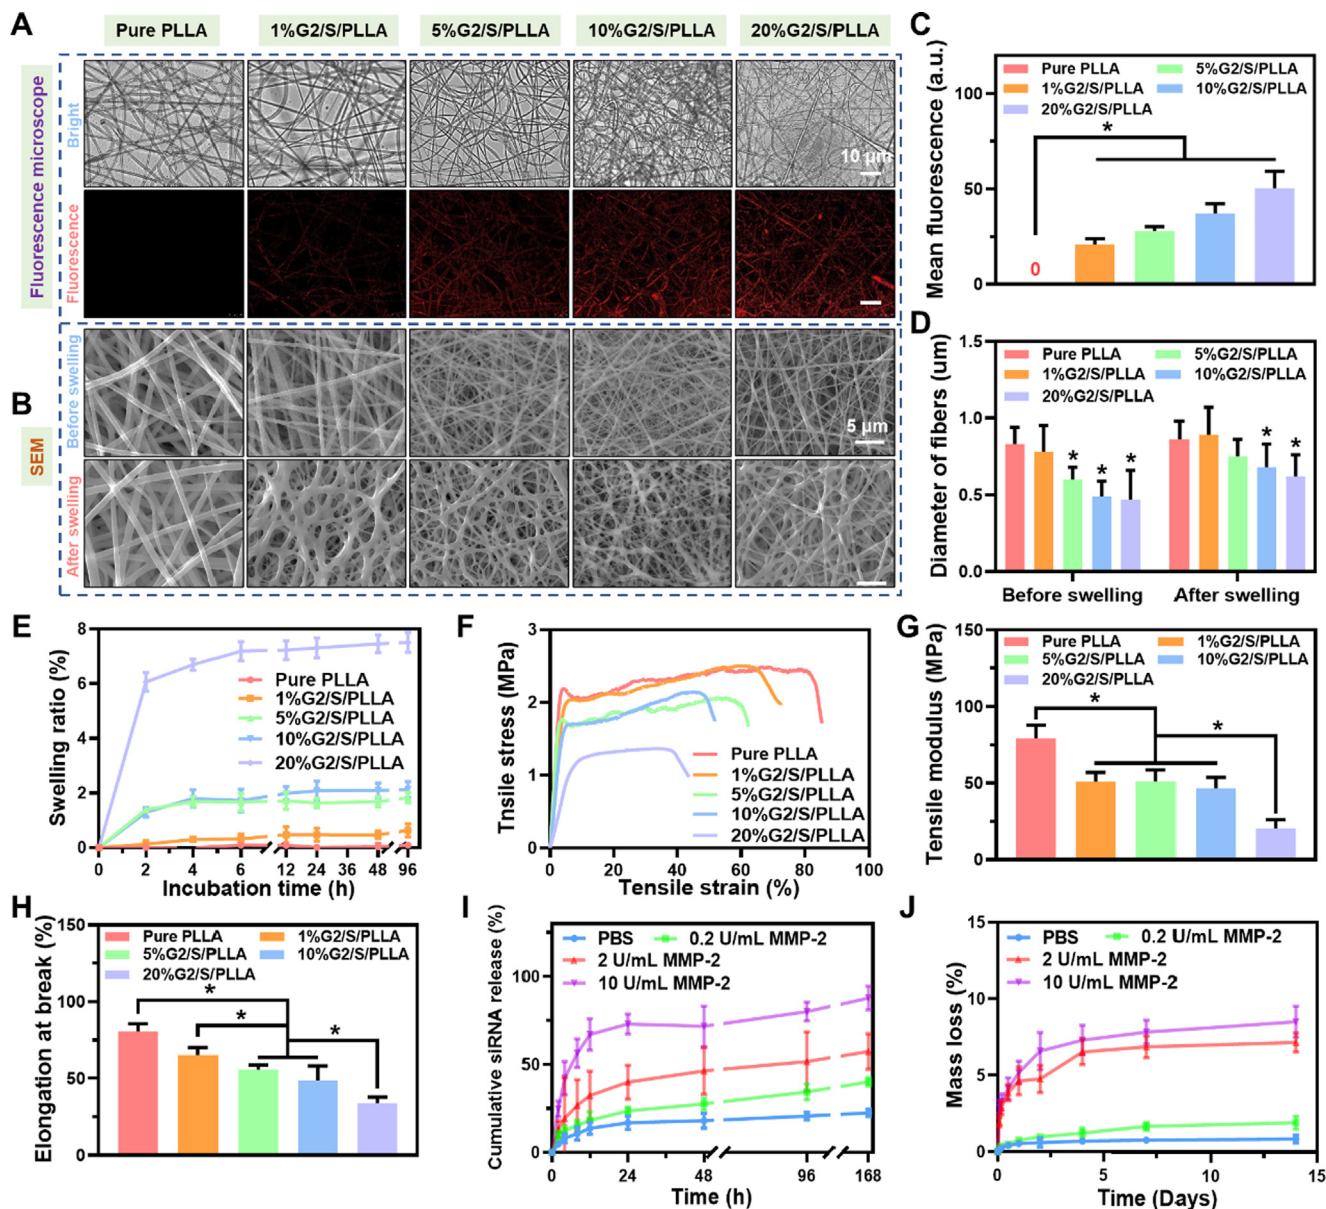 A
Pure PLLA
1%G2/S/PLLA
5%G2/S/PLLA
10%G2/S/PLLA
20%G2/S/PLLA
Fluorescence microscope
Bright
10 µm
Fluorescence
B
SEM
Before swelling
5 µm
After swelling
C
Mean fluorescence (a.u.)
100
50
0
Pure PLLA
5%G2/S/PLLA
1%G2/S/PLLA
10%G2/S/PLLA
20%G2/S/PLLA
*
0
D
Diameter of fibers (um)
1.5
1.0
0.5
0.0
Pure PLLA
5%G2/S/PLLA
1%G2/S/PLLA
10%G2/S/PLLA
20%G2/S/PLLA
* * *
* *
Before swelling
After swelling
E
Swelling ratio (%)
8
6
4
2
0
Pure PLLA
1%G2/S/PLLA
5%G2/S/PLLA
10%G2/S/PLLA
20%G2/S/PLLA
0 2 4 6 12 24 36 48 96
Incubation time (h)
F
Tnsile stress (MPa)
3
2
1
0
Pure PLLA
1%G2/S/PLLA
5%G2/S/PLLA
10%G2/S/PLLA
20%G2/S/PLLA
0 20 40 60 80 100
Tensile strain (%)
G
Tensile modulus (MPa)
150
100
50
0
Pure PLLA
1%G2/S/PLLA
5%G2/S/PLLA
10%G2/S/PLLA
20%G2/S/PLLA
*
*
H
Elongation at break (%)
150
100
50
0
Pure PLLA
1%G2/S/PLLA
5%G2/S/PLLA
10%G2/S/PLLA
20%G2/S/PLLA
*
*
*
I
Cumulative siRNA release (%)
100
50
0
PBS
0.2 U/mL MMP-2
2 U/mL MMP-2
10 U/mL MMP-2
0 24 48 96 168
Time (h)
J
Mass loss (%)
15
10
5
0
PBS
0.2 U/mL MMP-2
2 U/mL MMP-2
10 U/mL MMP-2
0 5 10 15
Time (Days)